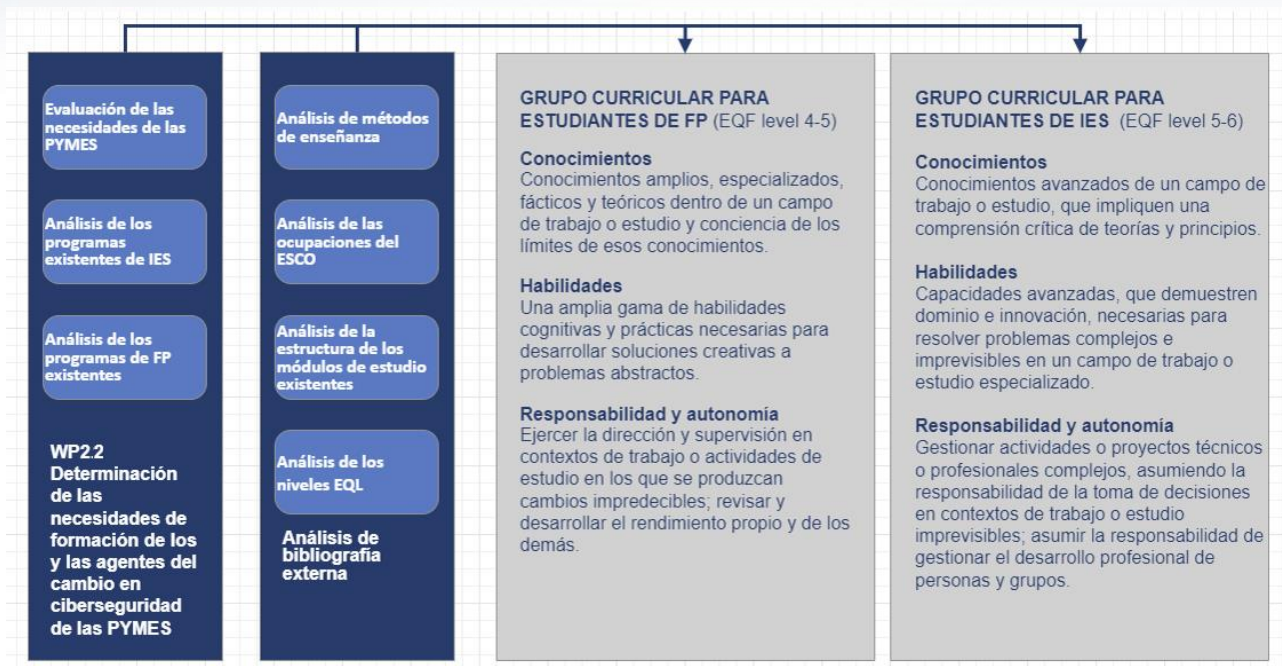 Evaluación de las
necesidades de las
PYMES
Análisis de los
programas
existentes de IES
Análisis de los
programas de FP
existentes
WP2.2
Determinación
de las
necesidades de
formación de los
y las agentes del
cambio en
ciberseguridad
de las PYMES
Análisis de métodos
de enseñanza
Análisis de las
ocupaciones del
ESCO
Análisis de la
estructura de los
módulos de estudio
existentes
Análisis de los
niveles EQL
Análisis de
bibliografía
externa
GRUPO CURRICULAR PARA
ESTUDIANTES DE FP (EQF level 4-5)
Conocimientos
Conocimientos amplios, especializados,
fácticos y teóricos dentro de un campo
de trabajo o estudio y conciencia de los
límites de esos conocimientos.
Habilidades
Una amplia gama de habilidades
cognitivas y prácticas necesarias para
desarrollar soluciones creativas a
problemas abstractos.
Responsabilidad y autonomía
Ejercer la dirección y supervisión en
contextos de trabajo o actividades de
estudio en los que se produzcan
cambios impredecibles; revisar y
desarrollar el rendimiento propio y de los
demás.
GRUPO CURRICULAR PARA
ESTUDIANTES DE IES (EQF level 5-6)
Conocimientos
Conocimientos avanzados de un campo de
trabajo o estudio, que impliquen una
comprensión crítica de teorías y principios.
Habilidades
Capacidades avanzadas, que demuestren
dominio e innovación, necesarias para
resolver problemas complejos e
imprevisibles en un campo de trabajo o
estudio especializado.
Responsabilidad y autonomía
Gestionar actividades o proyectos técnicos
o profesionales complejos, asumiendo la
responsabilidad de la toma de decisiones
en contextos de trabajo o estudio
imprevisibles; asumir la responsabilidad de
gestionar el desarrollo profesional de
personas y grupos.